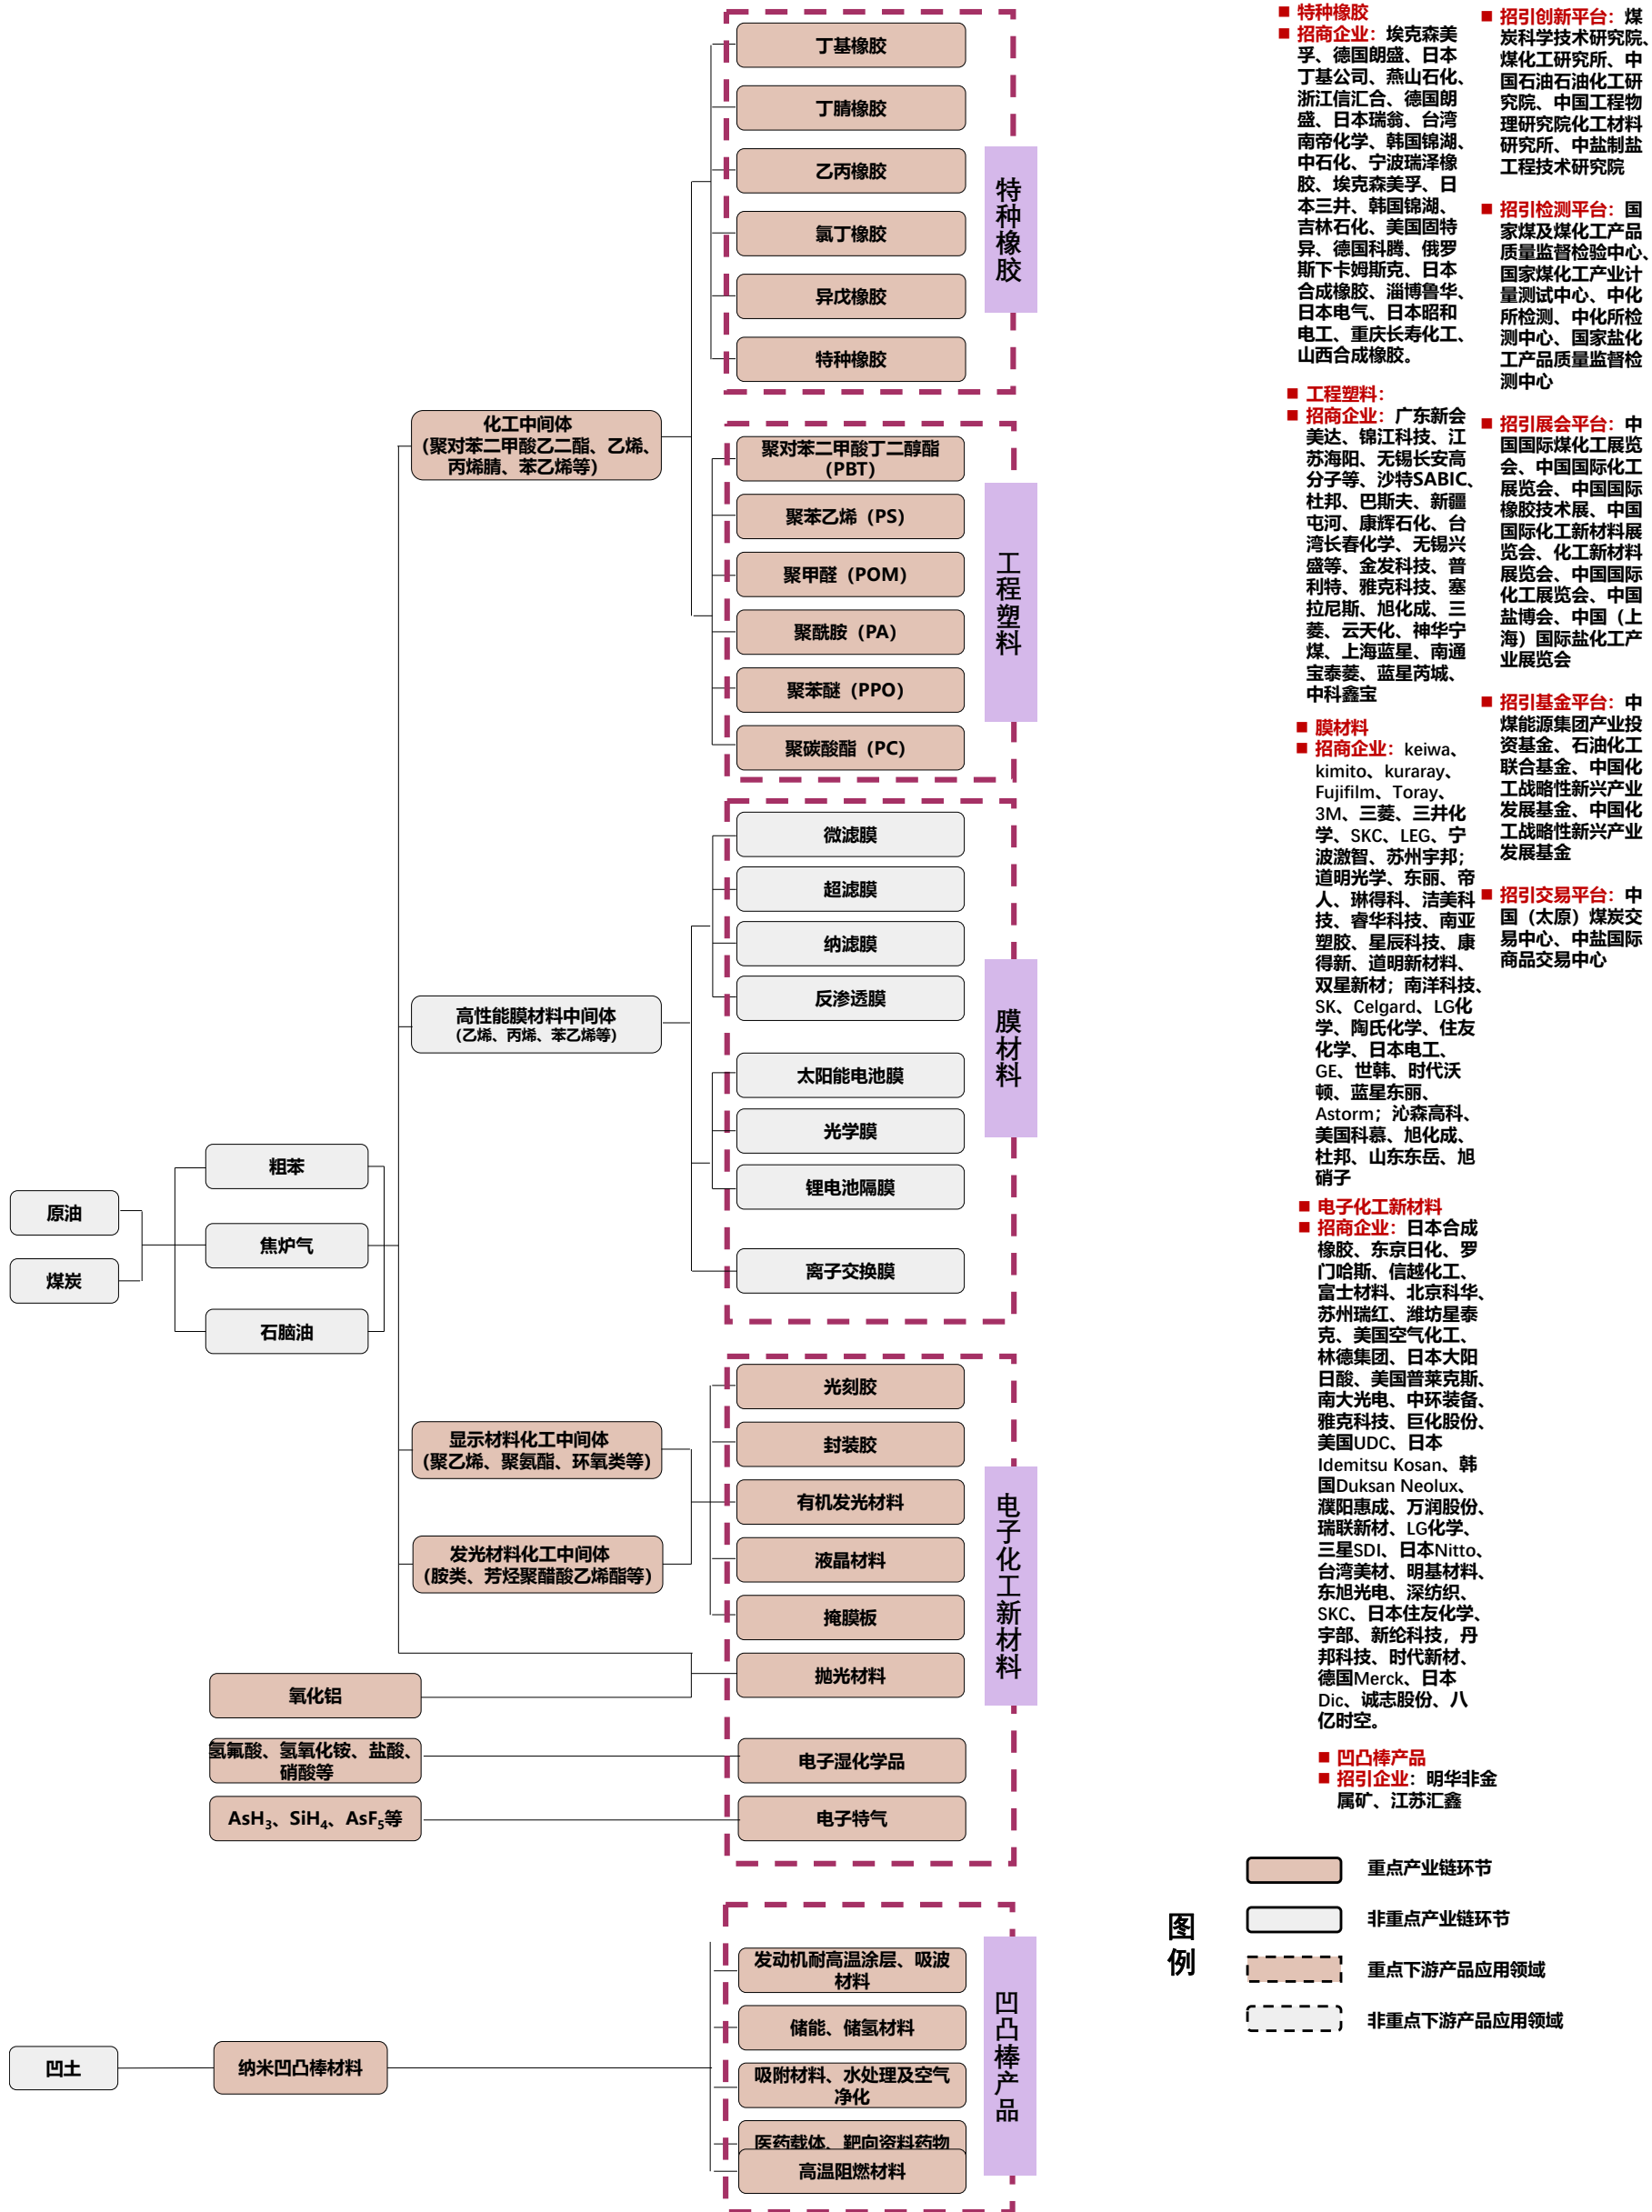 原油
煤炭
粗苯
焦炉气
石脑油
化工中间体
(聚对苯二甲酸乙二酯、乙烯、
丙烯腈、苯乙烯等)
高性能膜材料中间体
(乙烯、丙烯、苯乙烯等)
显示材料化工中间体
(聚乙烯、聚氨酯、环氧类等)
发光材料化工中间体
(胺类、芳烃聚醋酸乙烯酯等)
氧化铝
氢氟酸、氢氧化铵、盐酸、
硝酸等
AsH₃、SiH₄、AsF₅等
凹土
纳米凹凸棒材料
丁基橡胶
丁腈橡胶
乙丙橡胶
氯丁橡胶
异戊橡胶
特种橡胶
特种橡胶
聚对苯二甲酸丁二醇酯
(PBT)
聚苯乙烯(PS)
聚甲醛(POM)
聚酰胺(PA)
聚苯醚(PPO)
聚碳酸酯(PC)
工程塑料
微滤膜
超滤膜
纳滤膜
反渗透膜
太阳能电池膜
光学膜
锂电池隔膜
离子交换膜
膜材料
光刻胶
封装胶
有机发光材料
液晶材料
掩膜板
抛光材料
电子湿化学品
电子特气
电子化工新材料
发动机耐高温涂层、吸波
材料
储能、储氢材料
吸附材料、水处理及空气
净化
医药载体、靶向资料药物
高温阻燃材料
凹凸棒产品
■ 特种橡胶
■ 招商企业：埃克森美
孚、德国朗盛、日本
丁基公司、燕山石化、
浙江信汇合、德国朗
盛、日本瑞翁、台湾
南帝化学、韩国锦湖、
中石化、宁波瑞泽橡
胶、埃克森美孚、日
本三井、韩国锦湖、
吉林石化、美国固特
异、德国科腾、俄罗
斯下卡姆斯克、日本
合成橡胶、淄博鲁华、
日本电气、日本昭和
电工、重庆长寿化工、
山西合成橡胶。
■ 工程塑料：
■ 招商企业：广东新会
美达、锦江科技、江
苏海阳、无锡长安高
分子等、沙特SABIC、
杜邦、巴斯夫、新疆
屯河、康辉石化、台
湾长春化学、无锡兴
盛等、金发科技、普
利特、雅克科技、塞
拉尼斯、旭化成、三
菱、云天化、神华宁
煤、上海蓝星、南通
宝泰菱、蓝星芮城、
中科鑫宝
■ 膜材料
■ 招商企业：keiwa、
kimito、kuraray、
Fujifilm、Toray、
3M、三菱、三井化
学、SKC、LEG、宁
波激智、苏州宇邦；
道明光学、东丽、帝
人、琳得科、洁美科
技、睿华科技、南亚
塑胶、星辰科技、康
得新、道明新材料、
双星新材；南洋科技、
SK、Celgard、LG化
学、陶氏化学、住友
化学、日本电工、
GE、世韩、时代沃
顿、蓝星东丽、
Astorm；沁森高科、
美国科慕、旭化成、
杜邦、山东东岳、旭
硝子
■ 电子化工新材料
■ 招商企业：日本合成
橡胶、东京日化、罗
门哈斯、信越化工、
富士材料、北京科华、
苏州瑞红、潍坊星泰
克、美国空气化工、
林德集团、日本大阳
日酸、美国普莱克斯、
南大光电、中环装备、
雅克科技、巨化股份、
美国UDC、日本
Idemitsu Kosan、韩
国Duksan Neolux、
濮阳惠成、万润股份、
瑞联新材、LG化学、
三星SDI、日本Nitto、
台湾美材、明基材料、
东旭光电、深纺织、
SKC、日本住友化学、
宇部、新纶科技，丹
邦科技、时代新材、
德国Merck、日本
Dic、诚志股份、八
亿时空。
■ 凹凸棒产品
■ 招引企业：明华非金
属矿、江苏汇鑫
■ 招引创新平台：煤
炭科学技术研究院、
煤化工研究所、中
国石油石油化工研
究院、中国工程物
理研究院化工材料
研究所、中盐制盐
工程技术研究院
■ 招引检测平台：国
家煤及煤化工产品
质量监督检验中心、
国家煤化工产业计
量测试中心、中化
所检测、中化所检
测中心、国家盐化
工产品质量监督检
测中心
■ 招引展会平台：中
国国际煤化工展览
会、中国国际化工
展览会、中国国际
橡胶技术展、中国
国际化工新材料展
览会、化工新材料
展览会、中国国际
化工展览会、中国
盐博会、中国（上
海）国际盐化工产
业展览会
■ 招引基金平台：中
煤能源集团产业投
资基金、石油化工
联合基金、中国化
工战略性新兴产业
发展基金、中国化
工战略性新兴产业
发展基金
■ 招引交易平台：中
国（太原）煤炭交
易中心、中盐国际
商品交易中心
图例
重点产业链环节
非重点产业链环节
重点下游产品应用领域
非重点下游产品应用领域